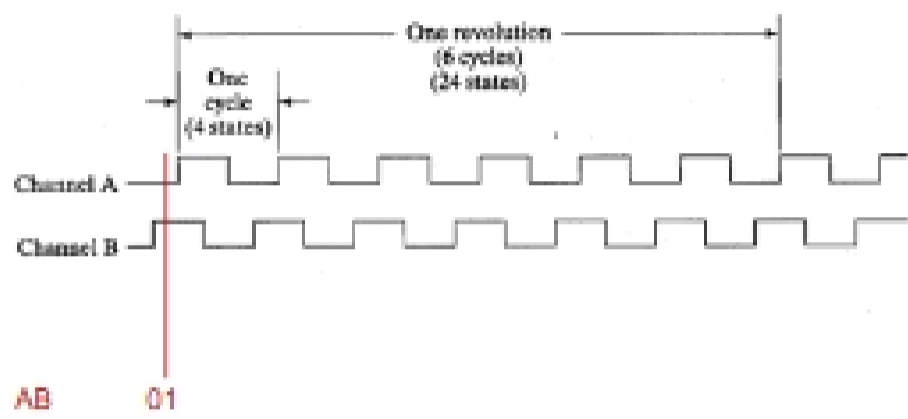 One revolution
(6 cycles)
(24 states)
One
cycle
(4 states)
Channel A
Channel B
AB 01